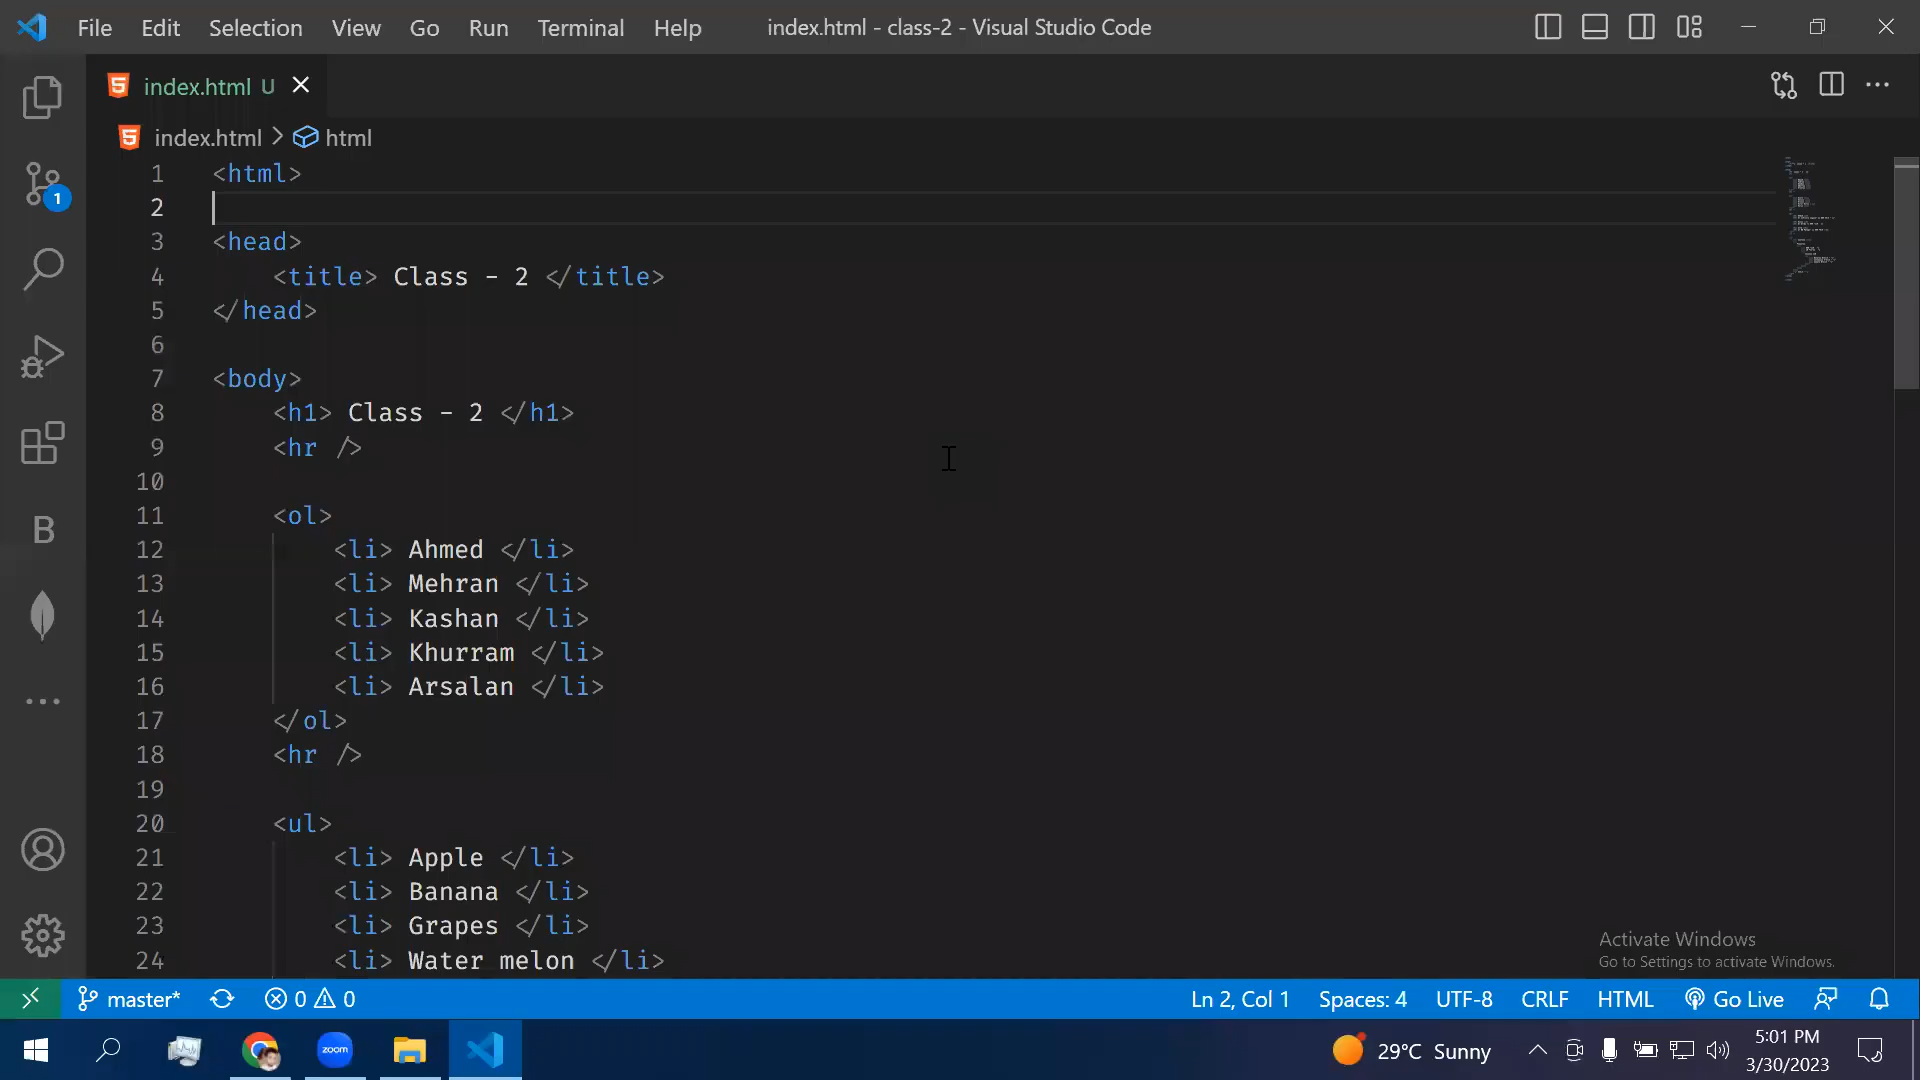 File Edit Selection View Go Run Terminal Help index.html - class-2 - Visual Studio Code
index.html U
index.html > html
1 <html>
2
3 <head>
4 <title> Class - 2 </title>
5 </head>
6
7 <body>
8 <h1> Class - 2 </h1>
9 <hr />
10
11 <ol>
12 <li> Ahmed </li>
13 <li> Mehran </li>
14 <li> Kashan </li>
15 <li> Khurram </li>
16 <li> Arsalan </li>
17 </ol>
18 <hr />
19
20 <ul>
21 <li> Apple </li>
22 <li> Banana </li>
23 <li> Grapes </li>
24 <li> Water melon </li>
1
B
Activate Windows
Go to Settings to activate Windows.
master* 0 0 Ln 2, Col 1 Spaces: 4 UTF-8 CRLF HTML Go Live
zoom 29°C Sunny 5:01 PM
3/30/2023